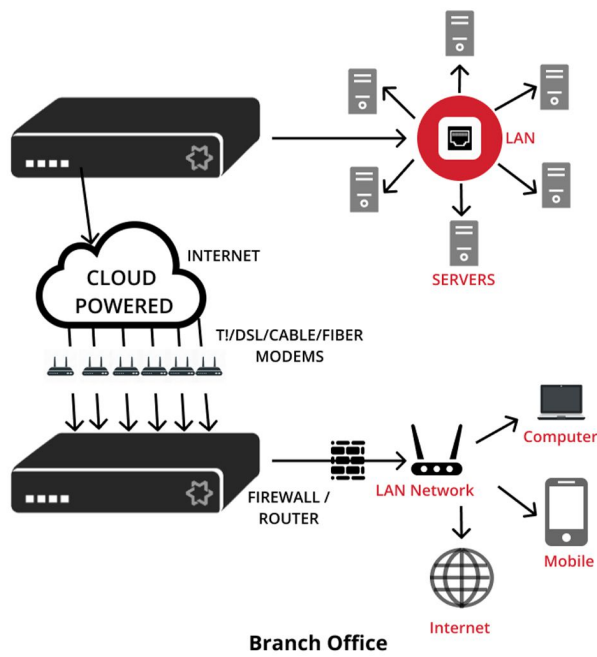 LAN
SERVERS
INTERNET
CLOUD
POWERED
T!/DSL/CABLE/FIBER
MODEMS
Computer
LAN Network
FIREWALL /
ROUTER
Mobile
Internet
Branch Office